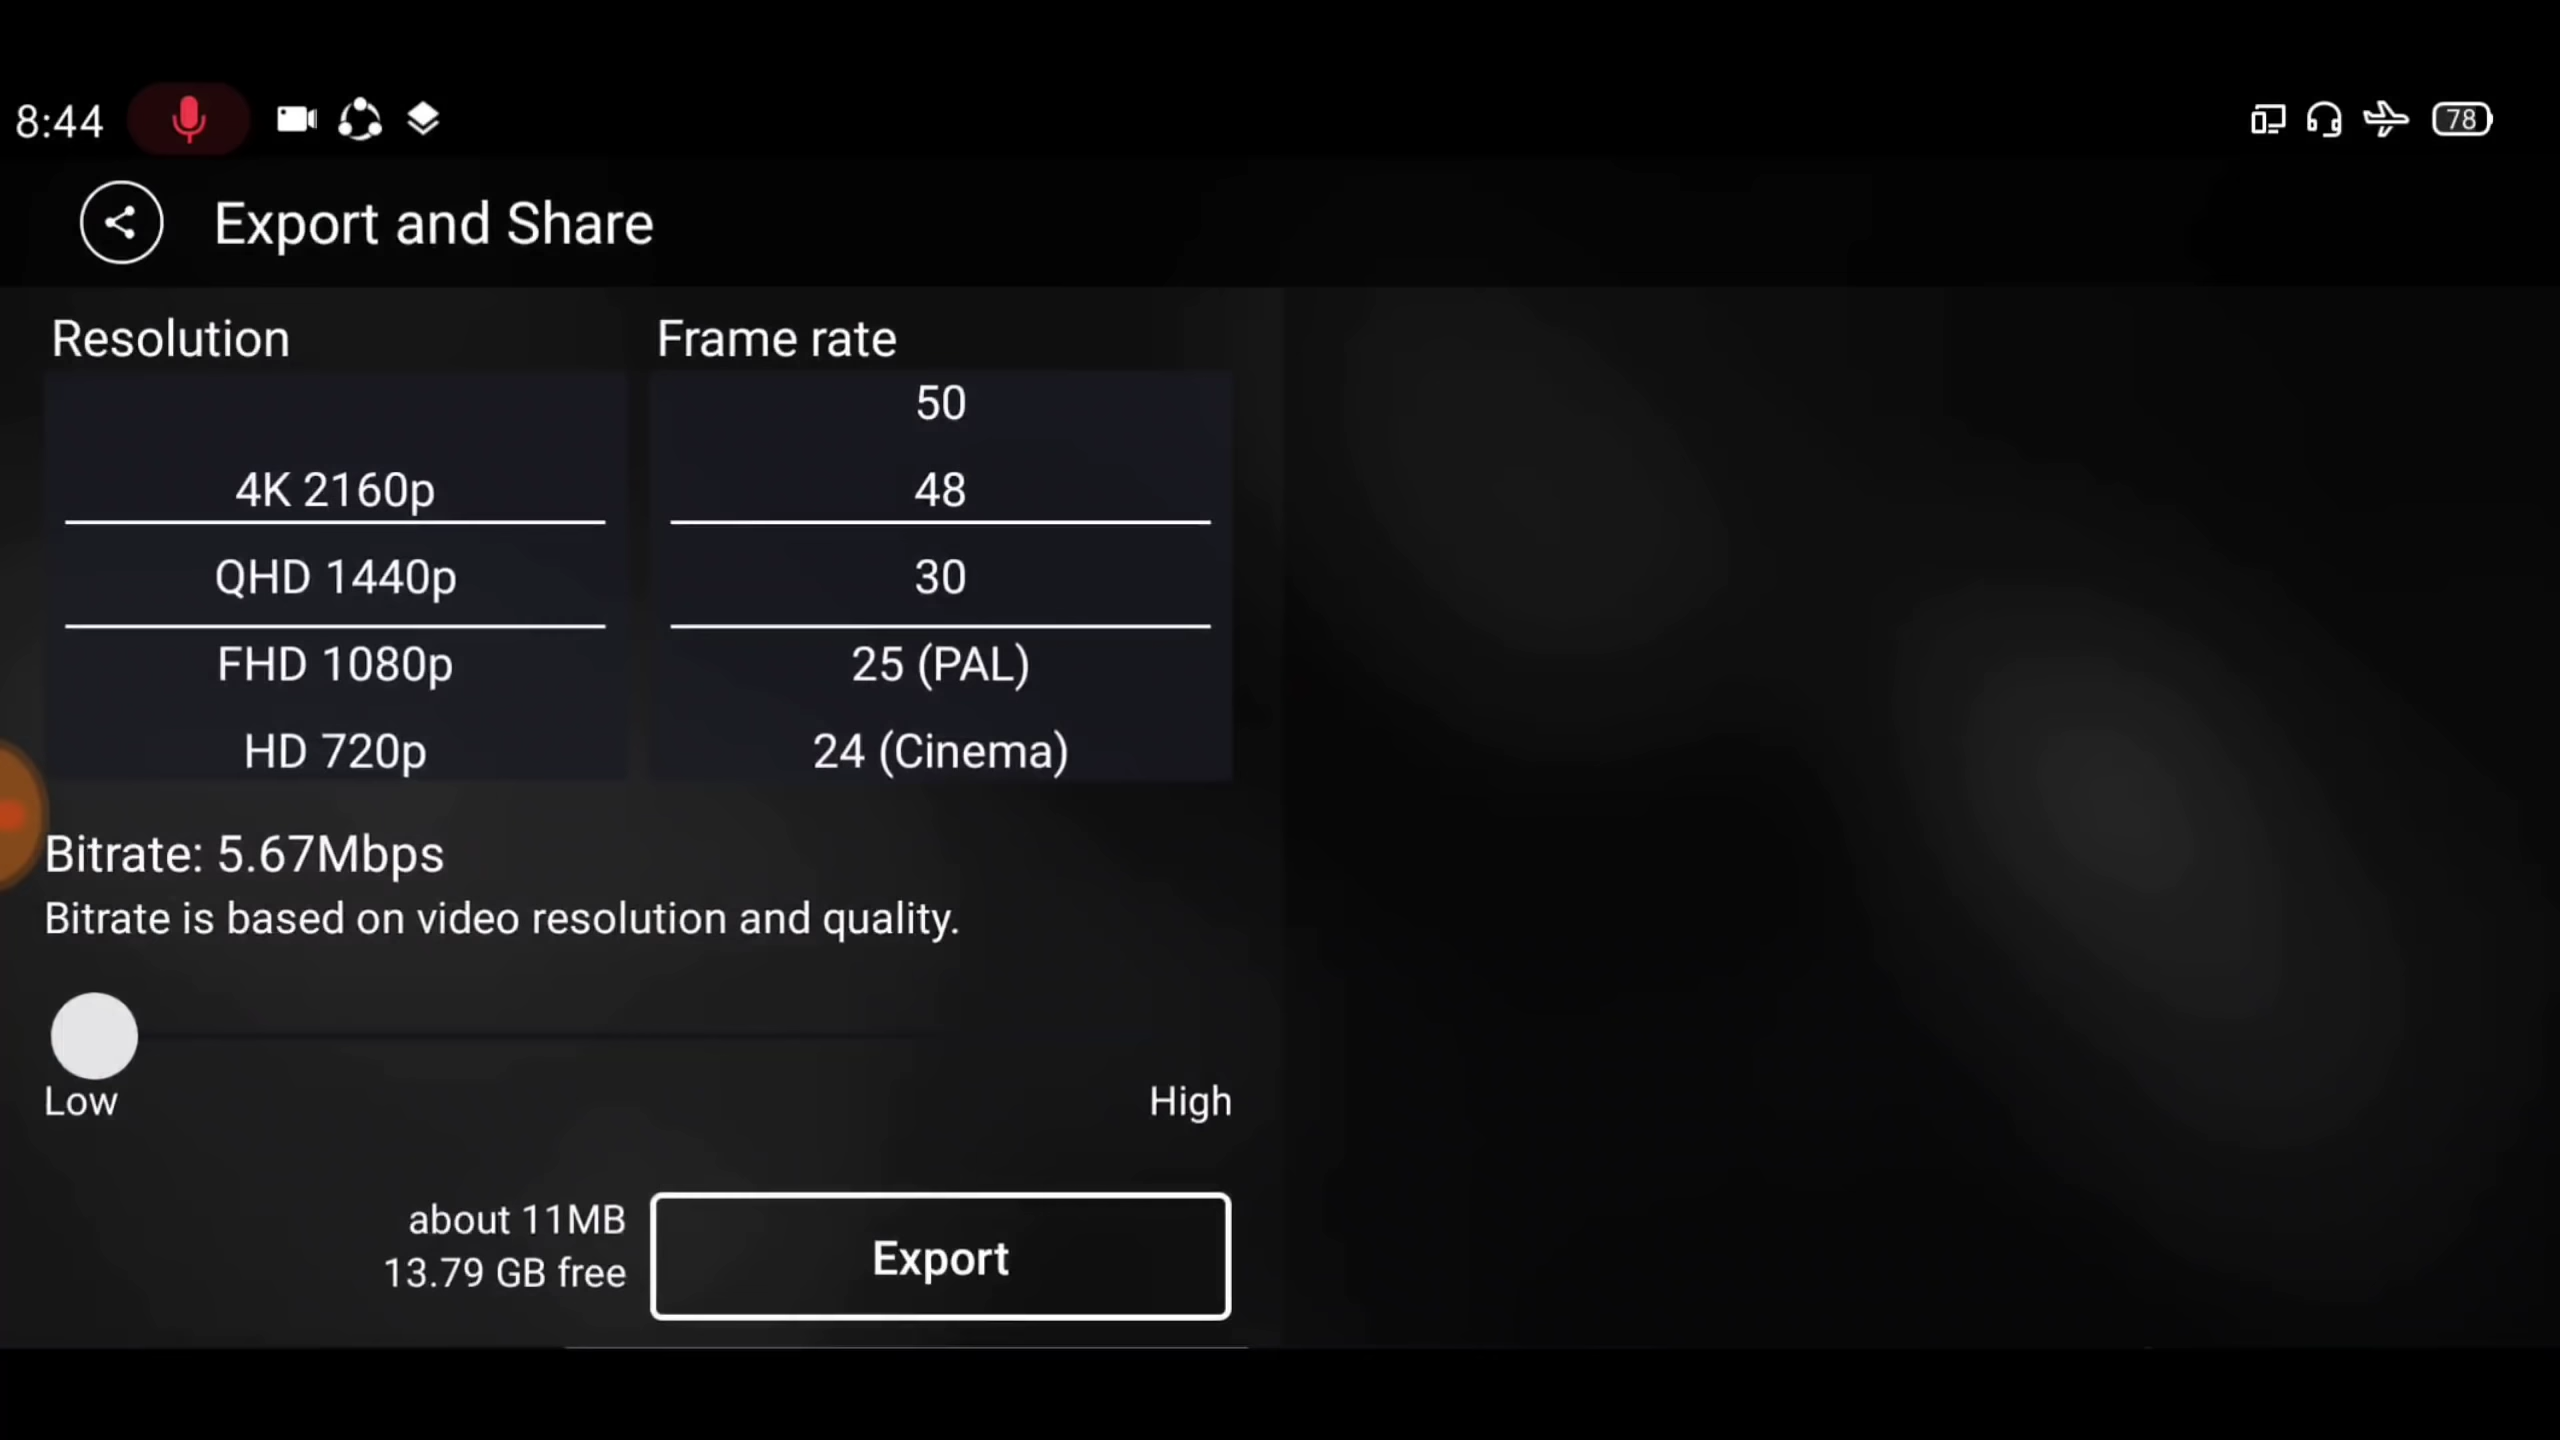 8:44
78
Export and Share
Resolution
4K 2160p
QHD 1440p
FHD 1080p
HD 720p
Frame rate
50
48
30
25 (PAL)
24 (Cinema)
Bitrate: 5.67Mbps
Bitrate is based on video resolution and quality.
Low
High
about 11MB
13.79 GB free
Export